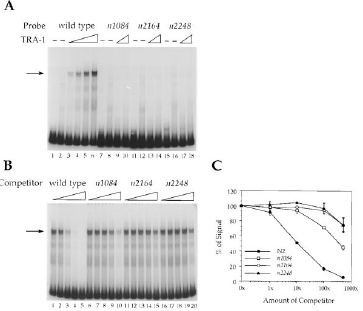 A
Probe wild type n1084 n2164 n2248
TRA-1 – – – – – – – –
1 2 3 4 5 6 7 8 9 10 11 12 13 14 15 16 17 18
B
Competitor wild type n1084 n2164 n2248
1 2 3 4 5 6 7 8 9 10 11 12 13 14 15 16 17 18 19 20
C
% of Signal
120
100
80
60
40
20
0
n1084
n2248
0x 1x 10x 100x 500x
Amount of Competitor